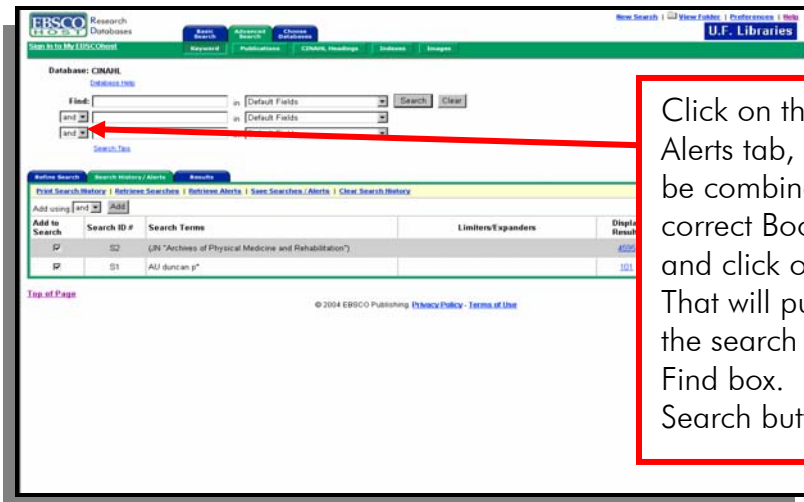 EBSCO Research
HOST Databases
Basic Search Advanced Search Choose Databases
New Search | View Folder | Preferences | Help
U.F. Libraries
Sign In to My EBSCOhost
Keyword Publications CINAHL Headings Indexes Images
Database: CINAHL
Database Help
Find: in Default Fields Search Clear
and in Default Fields
and in Default Fields
Search Tips
Refine Search Search History/Alerts Results
Print Search History | Retrieve Searches | Retrieve Alerts | Save Searches / Alerts | Clear Search History
Add using and Add
Add to Search Search ID # Search Terms Limiters/Expanders
S2 (JN "Archives of Physical Medicine and Rehabilitation")
S1 AU duncan p* 101
Top of Page
© 2004 EBSCO Publishing. Privacy Policy - Terms of Use
Click on th
Alerts tab,
be combin
correct Boo
and click o
That will pu
the search
Find box.
Search but